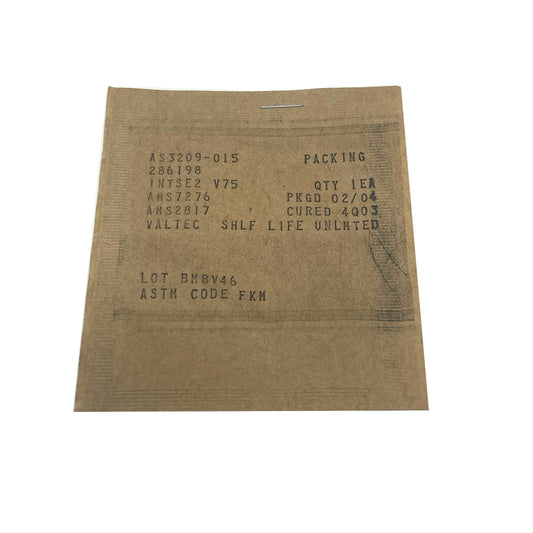 AS3209-015 PACKING
286198
INTSE2 V75 QTY 1EA
AMS7276 PKGD 02/04
AMS2817 CURED 4Q03
VALTEC SHLF LIFE UNLMTED
LOT BMBV46
ASTM CODE FKM